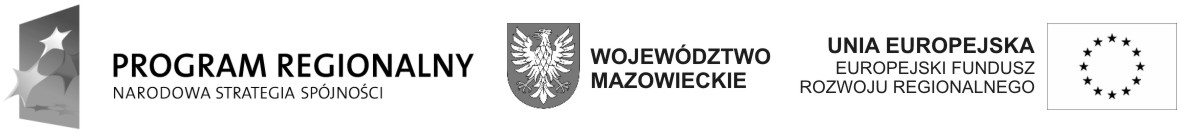 PROGRAM REGIONALNY
NARODOWA STRATEGIA SPÓJNOŚCI
WOJEWÓDZTWO
MAZOWIECKIE
UNIA EUROPEJSKA
EUROPEJSKI FUNDUSZ
ROZWOJU REGIONALNEGO